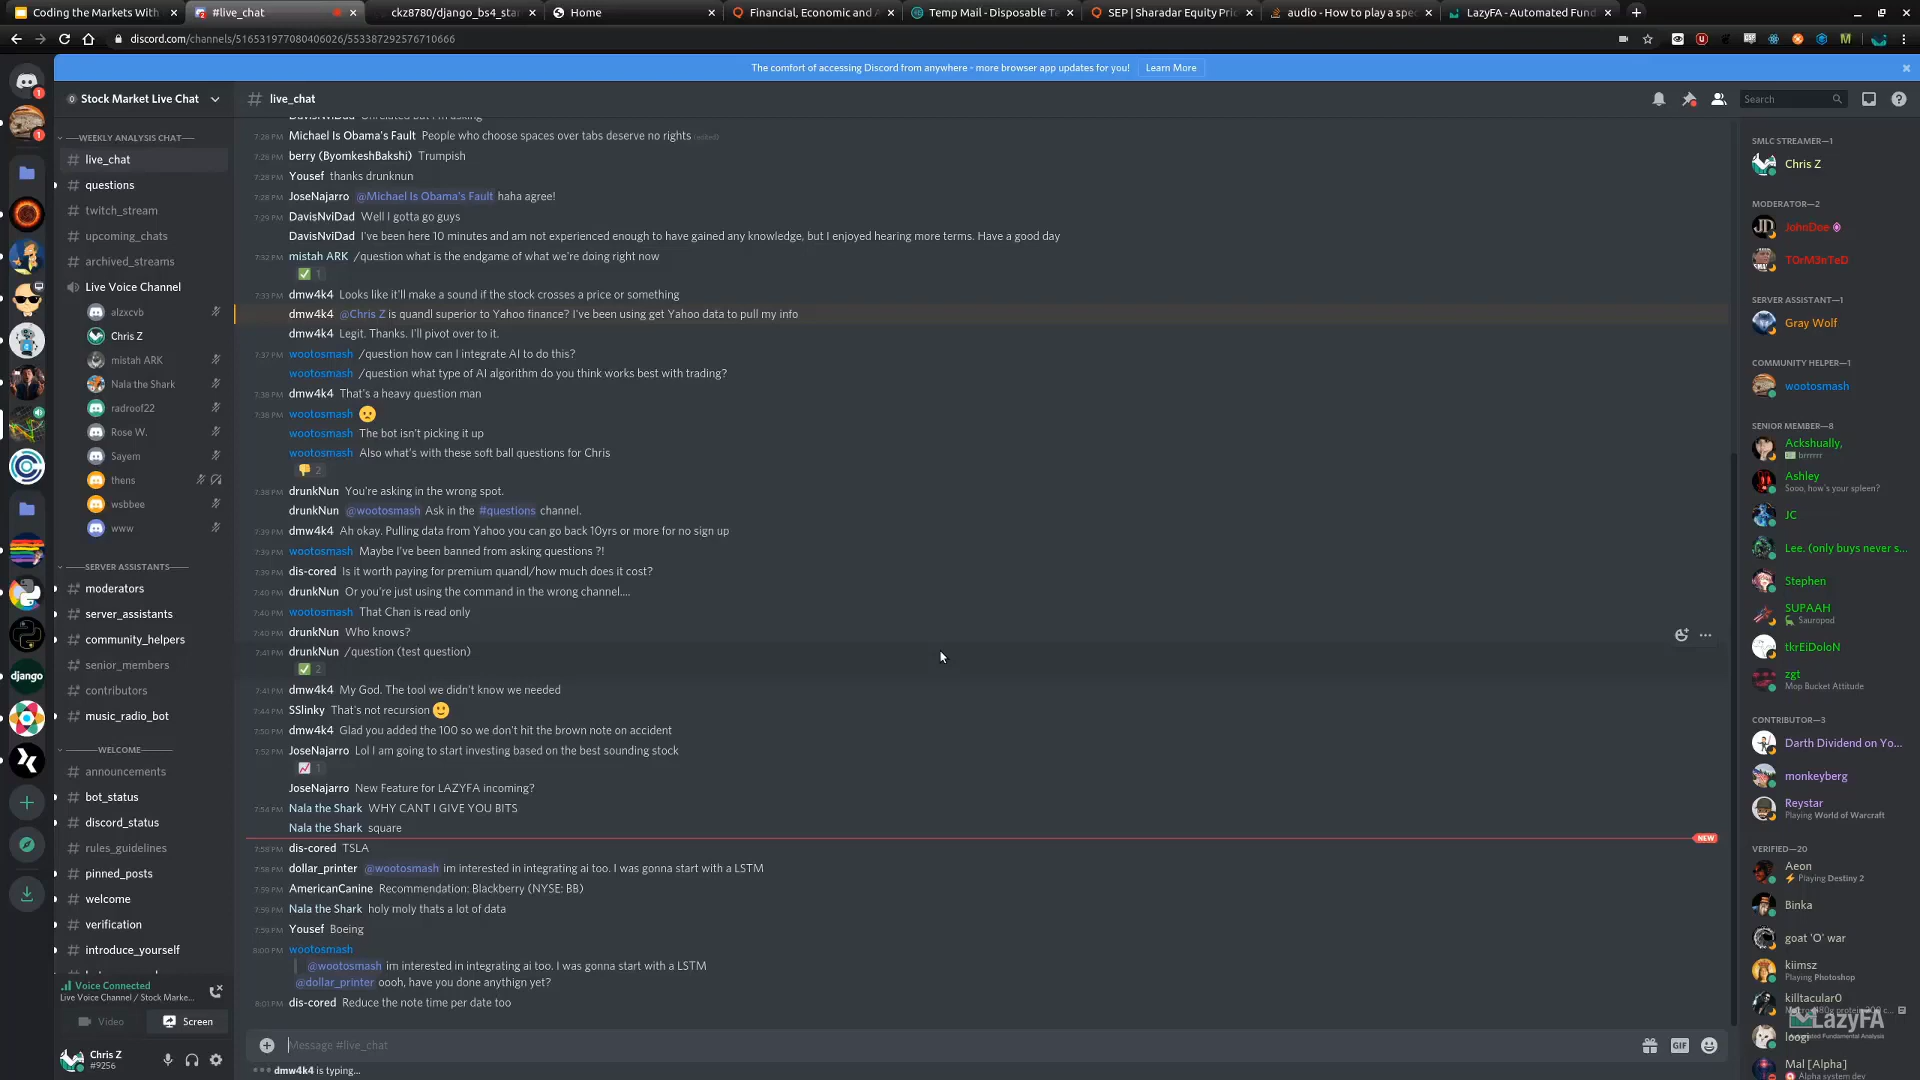 Coding the Markets With
#live_chat
ckz8780/django_bs4_sta
Home
Financial, Economic and A
Temp Mail - Disposable Te
SEP | Sharadar Equity Pric
audio - How to play a spec
LazyFA - Automated Fund
discord.com/channels/516531977080406026/553387292576710666
The comfort of accessing Discord from anywhere - more browser app updates for you!
Learn More
Stock Market Live Chat
WEEKLY ANALYSIS CHAT
live_chat
questions
twitch_stream
upcoming_chats
archived_streams
Live Voice Channel
alzxcvb
Chris Z
mistah ARK
Nala the Shark
radroof22
Rose W.
Sayem
thens
wsbbee
www
SERVER ASSISTANTS
moderators
server_assistants
community_helpers
senior_members
contributors
music_radio_bot
WELCOME
announcements
bot_status
discord_status
rules_guidelines
pinned_posts
welcome
verification
introduce_yourself
Voice Connected
Live Voice Channel / Stock Marke...
Video
Screen
Chris Z
#9256
# live_chat
Search
7:28 PM Michael Is Obama's Fault People who choose spaces over tabs deserve no rights (edited)
7:28 PM berry (ByomkeshBakshi) Trumpish
7:28 PM Yousef thanks drunknun
7:28 PM JoseNajarro @Michael Is Obama's Fault haha agree!
7:29 PM DavisNviDad Well I gotta go guys
DavisNviDad I've been here 10 minutes and am not experienced enough to have gained any knowledge, but I enjoyed hearing more terms. Have a good day
7:32 PM mistah ARK /question what is the endgame of what we're doing right now
1
7:33 PM dmw4k4 Looks like it'll make a sound if the stock crosses a price or something
dmw4k4 @Chris Z is quandl superior to Yahoo finance? I've been using get Yahoo data to pull my info
dmw4k4 Legit. Thanks. I'll pivot over to it.
7:37 PM wootosmash /question how can I integrate AI to do this?
wootosmash /question what type of AI algorithm do you think works best with trading?
7:38 PM dmw4k4 That's a heavy question man
7:38 PM wootosmash 🙁
wootosmash The bot isn't picking it up
wootosmash Also what's with these soft ball questions for Chris
2
7:38 PM drunkNun You're asking in the wrong spot.
drunkNun @wootosmash Ask in the #questions channel.
7:39 PM dmw4k4 Ah okay. Pulling data from Yahoo you can go back 10yrs or more for no sign up
7:39 PM wootosmash Maybe I've been banned from asking questions ?!
7:39 PM dis-cored Is it worth paying for premium quandl/how much does it cost?
7:40 PM drunkNun Or you're just using the command in the wrong channel....
7:40 PM wootosmash That Chan is read only
7:40 PM drunkNun Who knows?
7:41 PM drunkNun /question (test question)
2
7:41 PM dmw4k4 My God. The tool we didn't know we needed
7:44 PM SSlinky That's not recursion 🙂
7:50 PM dmw4k4 Glad you added the 100 so we don't hit the brown note on accident
7:52 PM JoseNajarro Lol I am going to start investing based on the best sounding stock
1
JoseNajarro New Feature for LAZYFA incoming?
7:54 PM Nala the Shark WHY CANT I GIVE YOU BITS
Nala the Shark square
NEW
7:58 PM dis-cored TSLA
7:58 PM dollar_printer @wootosmash im interested in integrating ai too. I was gonna start with a LSTM
7:59 PM AmericanCanine Recommendation: Blackberry (NYSE: BB)
7:59 PM Nala the Shark holy moly thats a lot of data
7:59 PM Yousef Boeing
8:00 PM wootosmash
@wootosmash im interested in integrating ai too. I was gonna start with a LSTM
@dollar_printer oooh, have you done anythign yet?
8:01 PM dis-cored Reduce the note time per date too
Message #live_chat
GIF
dmw4k4 is typing...
SMLC STREAMER—1
Chris Z
MODERATOR—2
JohnDoe
T0rM3nTeD
SERVER ASSISTANT—1
Gray Wolf
COMMUNITY HELPER—1
wootosmash
SENIOR MEMBER—8
Ackshually,
brrrrr
Ashley
Sooo, how's your spleen?
JC
Lee. (only buys never s...
Stephen
SUPAAH
Sauropod
tkrEiDoloN
zgt
Mop Bucket Attitude
CONTRIBUTOR—3
Darth Dividend on Yo...
monkeyberg
Reystar
Playing World of Warcraft
VERIFIED—20
Aeon
Playing Destiny 2
Binka
goat 'O' war
kiimsz
Playing Photoshop
killtacular0
LazyFA
Automated Fundamental Analysis
loogi
Mal [Alpha]
Alpha system dev